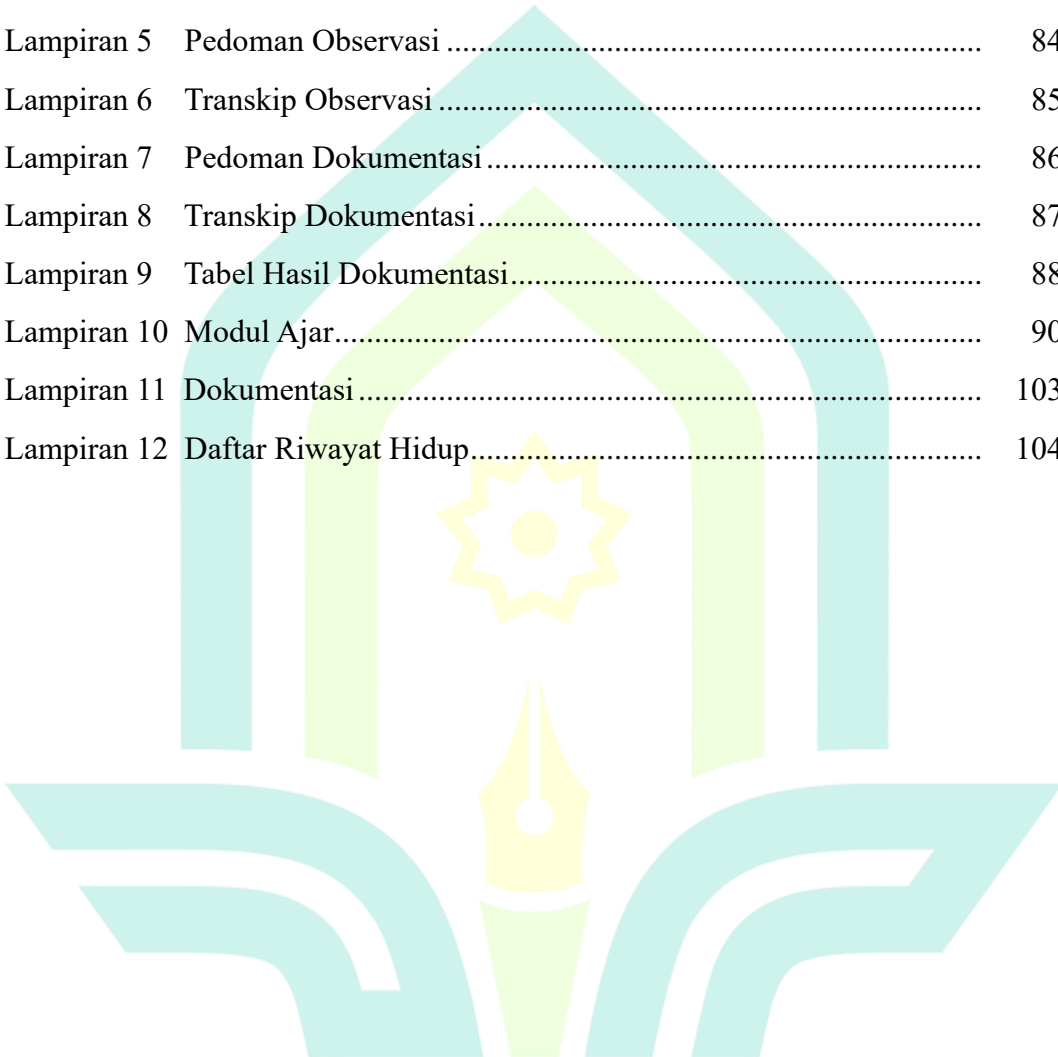 Lampiran 5 Pedoman Observasi ................................................................ 84
Lampiran 6 Transkip Observasi ................................................................ 85
Lampiran 7 Pedoman Dokumentasi ............................................................ 86
Lampiran 8 Transkip Dokumentasi ............................................................. 87
Lampiran 9 Tabel Hasil Dokumentasi ......................................................... 88
Lampiran 10 Modul Ajar .............................................................................. 90
Lampiran 11 Dokumentasi ........................................................................... 103
Lampiran 12 Daftar Riwayat Hidup .............................................................. 104